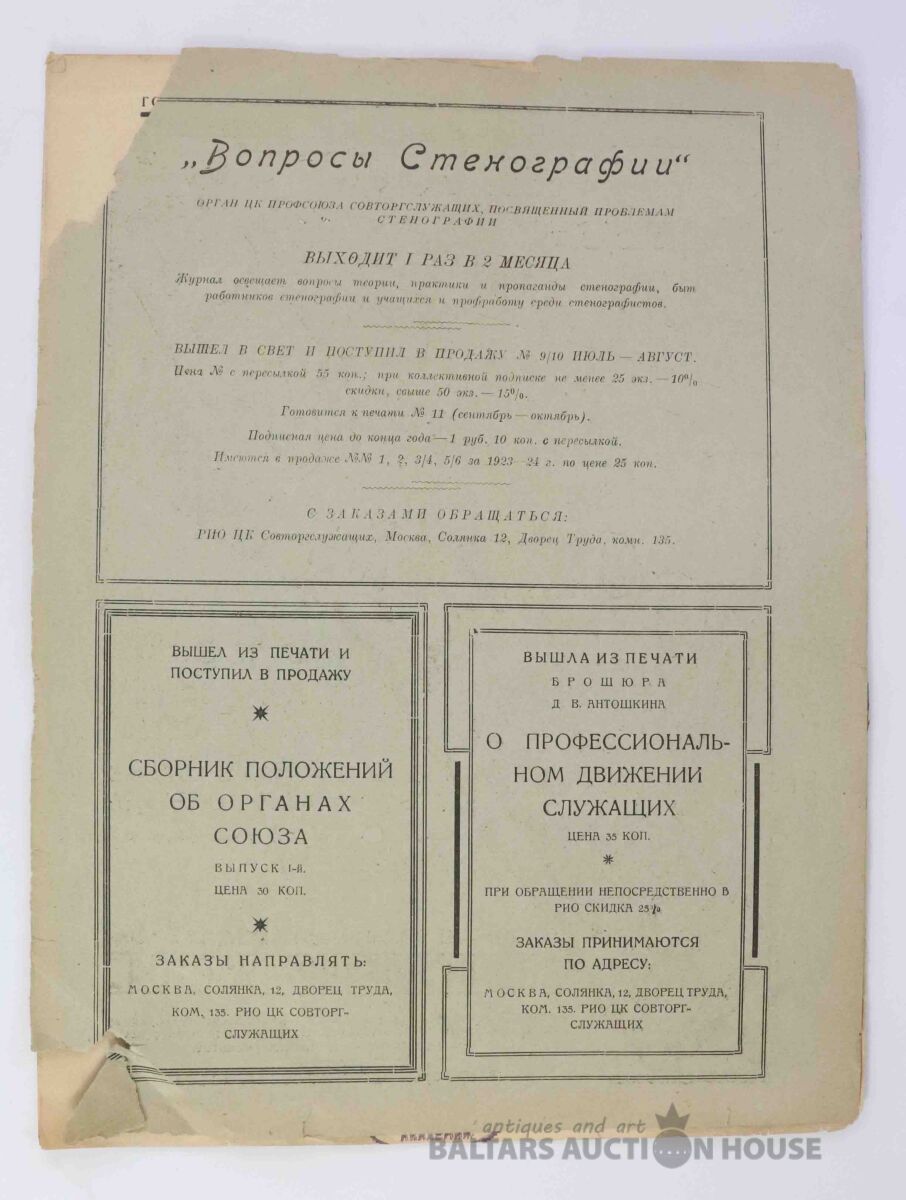 ГО
„Вопросы Стенографии“
ОРГАН ЦК ПРОФСОЮЗА СОВТОРГСЛУЖАЩИХ, ПОСВЯЩЕННЫЙ ПРОБЛЕМАМ
СТЕНОГРАФИИ
ВЫХОДИТ 1 РАЗ В 2 МЕСЯЦА
Журнал освещает вопросы теории, практики и пропаганды стенографии, быт
работников стенографии и учащихся и профработу среди стенографистов.
ВЫШЕЛ В СВЕТ И ПОСТУПИЛ В ПРОДАЖУ № 9/10 ИЮЛЬ — АВГУСТ.
Цена № с пересылкой 55 коп.; при коллективной подписке не менее 25 экз. — 10%
скидки, свыше 50 экз. — 15%.
Готовится к печати № 11 (сентябрь — октябрь).
Подписная цена до конца года — 1 руб. 10 коп. с пересылкой.
Имеются в продаже №№ 1, 2, 3/4, 5/6 за 1923—24 г. по цене 25 коп.
С ЗАКАЗАМИ ОБРАЩАТЬСЯ:
РИО ЦК Совторгслужащих, Москва, Солянка 12, Дворец Труда, комн. 135.
ВЫШЕЛ ИЗ ПЕЧАТИ И
ПОСТУПИЛ В ПРОДАЖУ
СБОРНИК ПОЛОЖЕНИЙ
ОБ ОРГАНАХ
СОЮЗА
ВЫПУСК I-й.
ЦЕНА 30 КОП.
ЗАКАЗЫ НАПРАВЛЯТЬ:
МОСКВА, СОЛЯНКА, 12, ДВОРЕЦ ТРУДА,
КОМ. 135. РИО ЦК СОВТОРГ-
СЛУЖАЩИХ
ВЫШЛА ИЗ ПЕЧАТИ
БРОШЮРА
Д В. АНТОШКИНА
О ПРОФЕССИОНАЛЬ-
НОМ ДВИЖЕНИИ
СЛУЖАЩИХ
ЦЕНА 35 КОП.
ПРИ ОБРАЩЕНИИ НЕПОСРЕДСТВЕННО В
РИО СКИДКА 25%
ЗАКАЗЫ ПРИНИМАЮТСЯ
ПО АДРЕСУ:
МОСКВА, СОЛЯНКА, 12, ДВОРЕЦ ТРУДА,
КОМ. 135. РИО ЦК СОВТОРГ-
СЛУЖАЩИХ
antiques and art
BALTARS AUCTION HOUSE